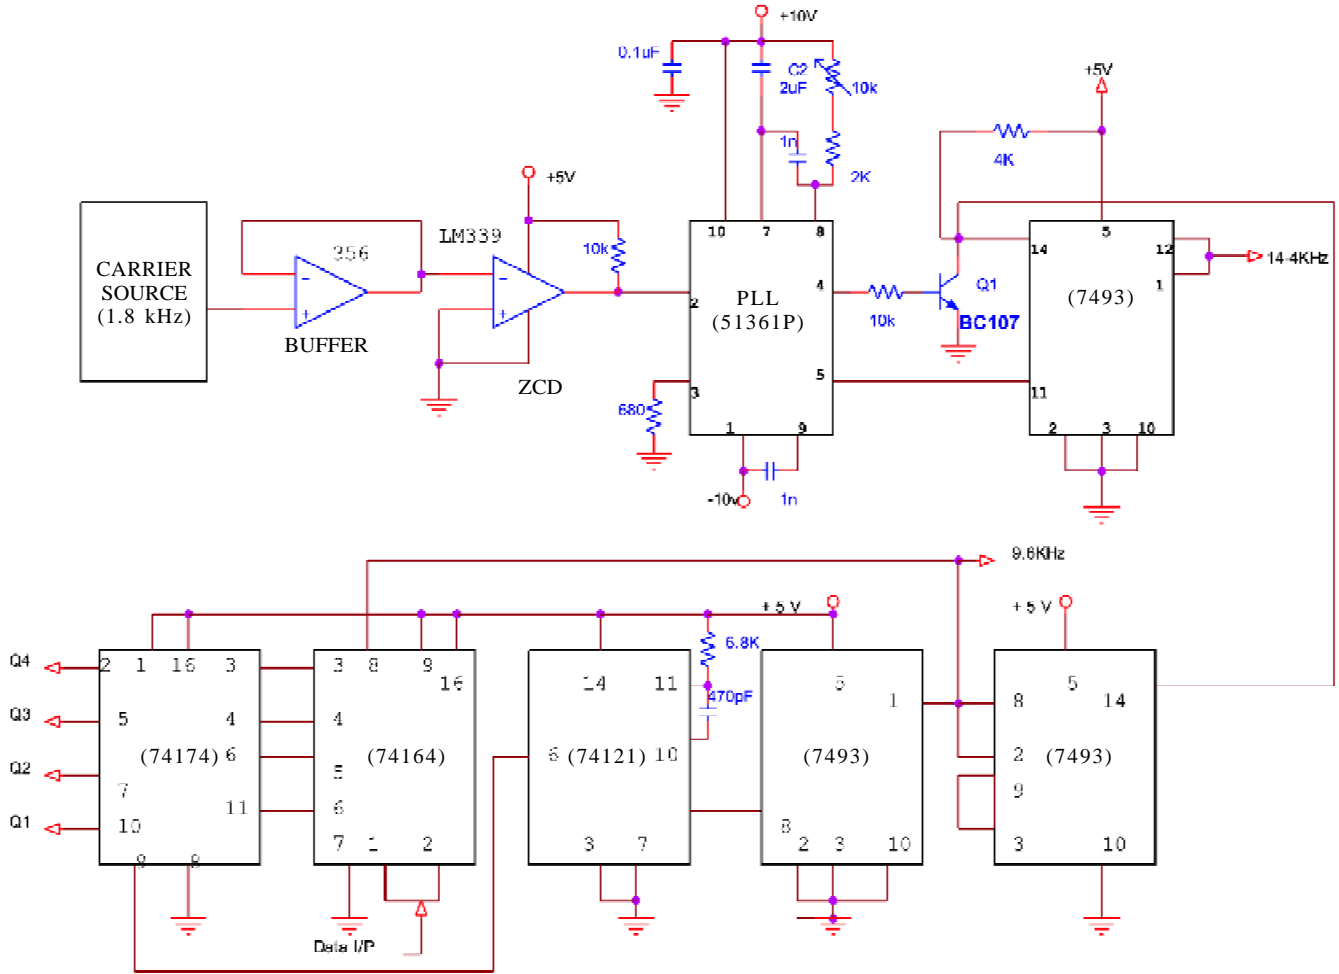 +10V
0.1uF
C2
2uF
10k
+5V
1n
4K
2K
+5V
LM339
356
10k
10
7
8
5
14
12
14-4KHz
CARRIER
SOURCE
(1.8 kHz)
−
+
−
+
2
PLL
(51361P)
4
10k
Q1
BC107
(7493)
1
BUFFER
ZCD
680
3
5
11
1
9
2
3
10
-10v
1n
9.6KHz
+ 5 V
+ 5 V
6.8K
Q4
2
1
16
3
3
8
9
16
14
11
470pF
5
1
5
8
14
Q3
5
4
4
(74174)
6
(74164)
6
(74121)
10
(7493)
2
(7493)
Q2
7
5
9
Q1
10
11
6
8
9
8
7
1
2
3
7
2
3
10
3
10
Data I/P